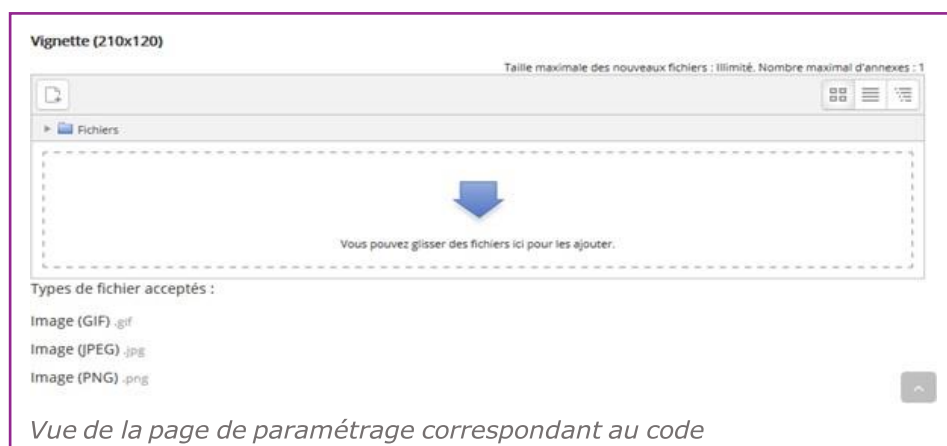 Vignette (210x120)
Taille maximale des nouveaux fichiers : Illimité. Nombre maximal d'annexes : 1
Fichiers
Vous pouvez glisser des fichiers ici pour les ajouter.
Types de fichier acceptés :
Image (GIF) .gif
Image (JPEG) .jpg
Image (PNG) .png
Vue de la page de paramétrage correspondant au code